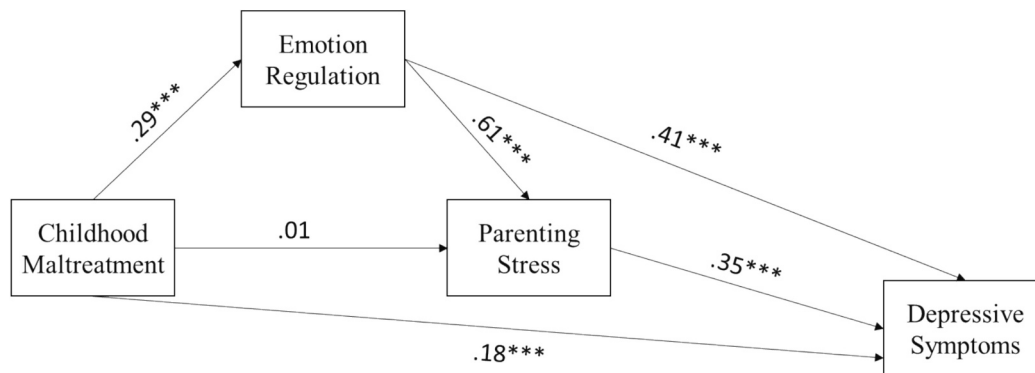 Emotion
Regulation
.29***
.61***
.41***
Childhood
Maltreatment
.01
Parenting
Stress
.35***
.18***
Depressive
Symptoms